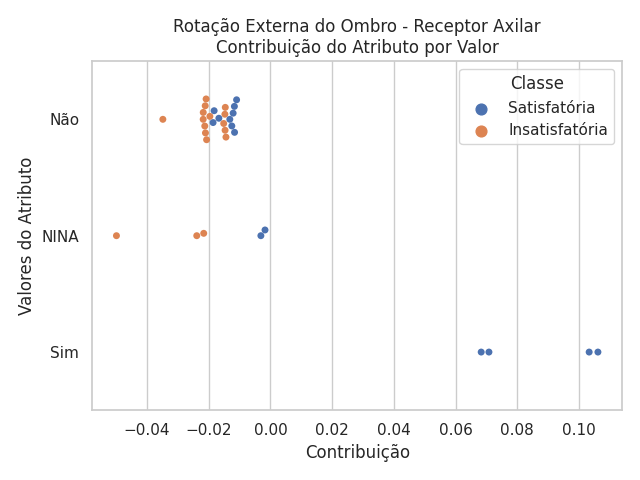 Rotação Externa do Ombro - Receptor Axilar
Contribuição do Atributo por Valor
Classe
Satisfatória
Insatisfatória
Valores do Atributo
Não
NINA
Sim
−0.04 −0.02 0.00 0.02 0.04 0.06 0.08 0.10
Contribuição